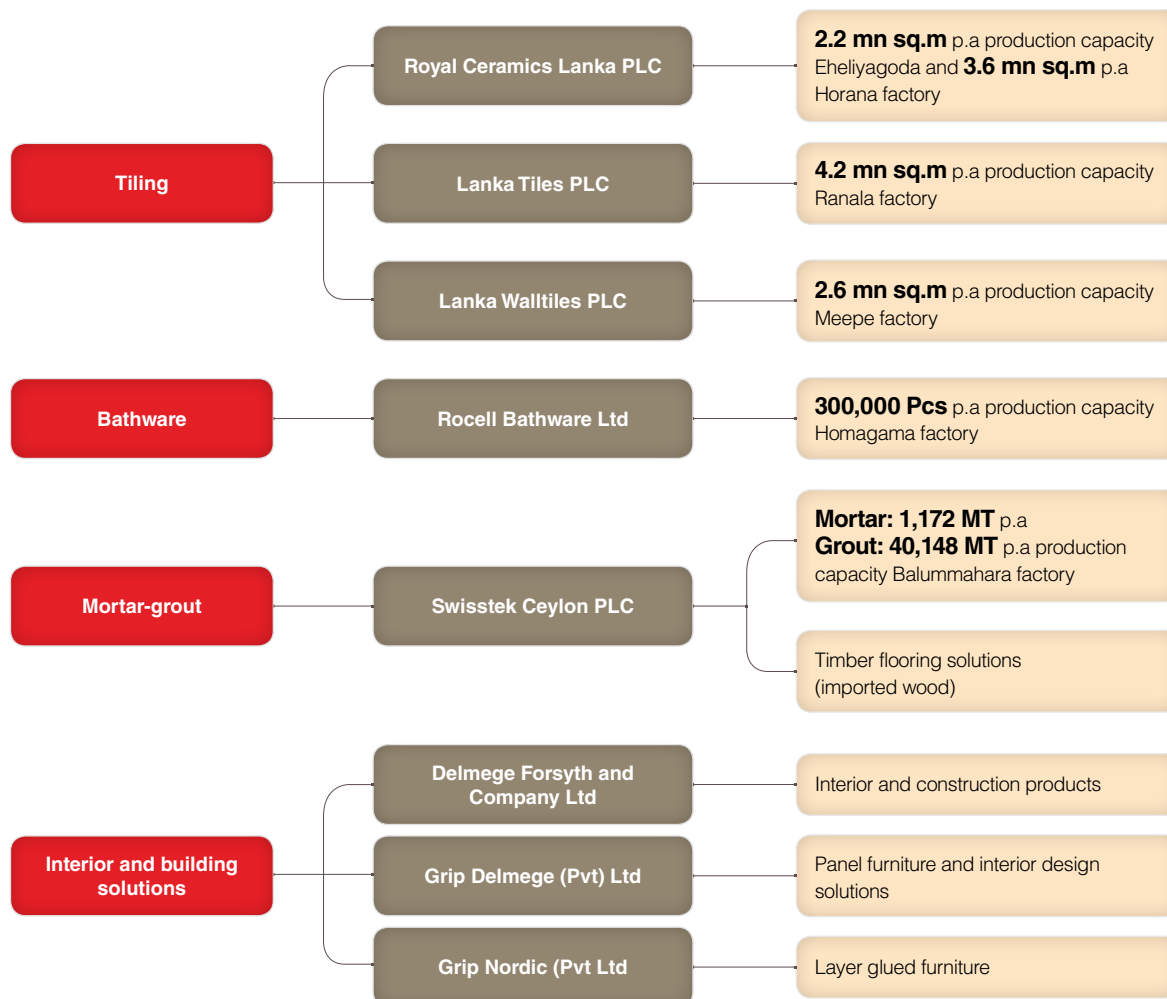 Tiling
Royal Ceramics Lanka PLC
2.2 mn sq.m p.a production capacity
Eheliyagoda and 3.6 mn sq.m p.a
Horana factory
Lanka Tiles PLC
4.2 mn sq.m p.a production capacity
Ranala factory
Lanka Walltiles PLC
2.6 mn sq.m p.a production capacity
Meepe factory
Bathware
Rocell Bathware Ltd
300,000 Pcs p.a production capacity
Homagama factory
Mortar-grout
Swisstek Ceylon PLC
Mortar: 1,172 MT p.a
Grout: 40,148 MT p.a production
capacity Balummahara factory
Timber flooring solutions
(imported wood)
Interior and building
solutions
Delmege Forsyth and
Company Ltd
Interior and construction products
Grip Delmege (Pvt) Ltd
Panel furniture and interior design
solutions
Grip Nordic (Pvt Ltd
Layer glued furniture